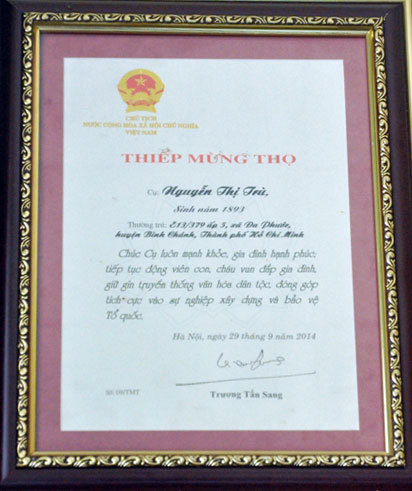 CHỦ TỊCH
NƯỚC CỘNG HÒA XÃ HỘI CHỦ NGHĨA
VIỆT NAM
THIẾP MỪNG THỌ
Cụ: Nguyễn Thị Trù,
Sinh năm 1893
Thường trú: E13/379 ấp 5, xã Đa Phước,
huyện Bình Chánh, Thành phố Hồ Chí Minh
Chúc Cụ luôn mạnh khỏe, gia đình hạnh phúc;
tiếp tục động viên con, cháu vun đắp gia đình,
giữ gìn truyền thống văn hóa dân tộc, đóng góp
tích cực vào sự nghiệp xây dựng và bảo vệ
Tổ quốc.
Hà Nội, ngày 29 tháng 9 năm 2014
Số: 09/TMT
Trương Tấn Sang